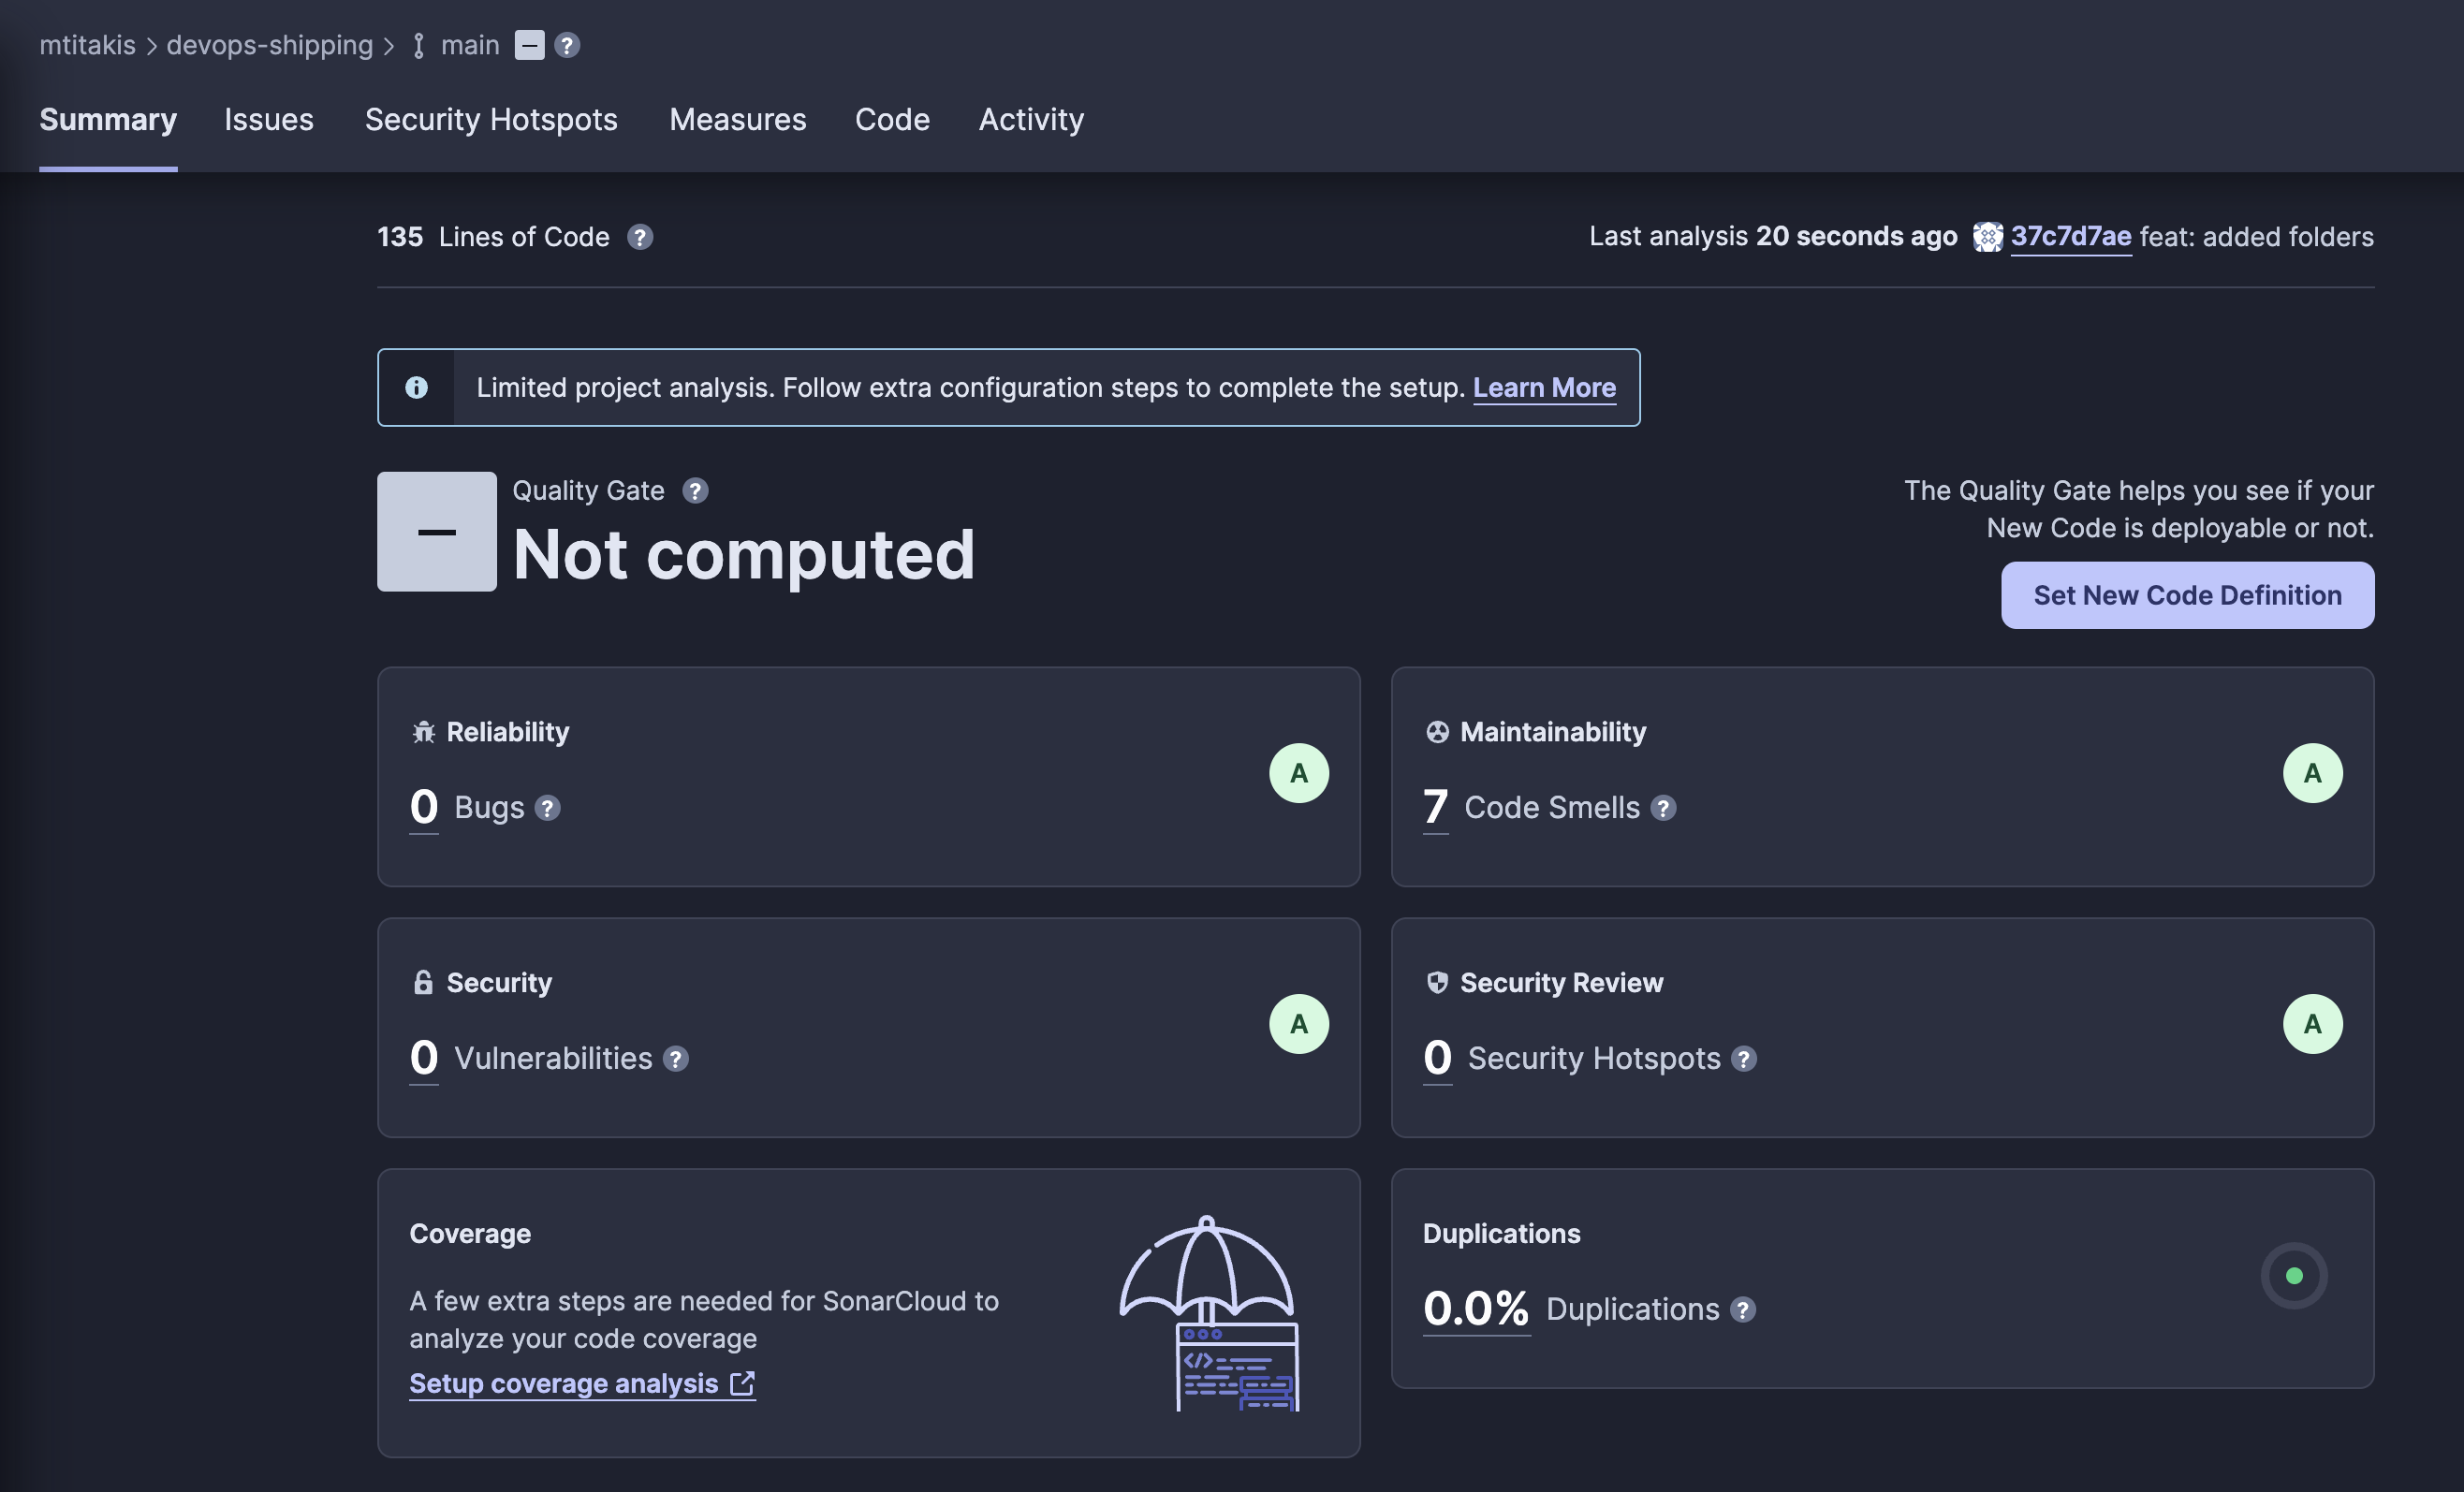 mtitakis > devops-shipping > main
Summary Issues Security Hotspots Measures Code Activity
135 Lines of Code ?
Last analysis 20 seconds ago 37c7d7ae feat: added folders
Limited project analysis. Follow extra configuration steps to complete the setup. Learn More
Quality Gate ?
Not computed
The Quality Gate helps you see if your
New Code is deployable or not.
Set New Code Definition
Reliability
0 Bugs ?
A
Maintainability
7 Code Smells ?
A
Security
0 Vulnerabilities ?
A
Security Review
0 Security Hotspots ?
A
Coverage
A few extra steps are needed for SonarCloud to
analyze your code coverage
Setup coverage analysis
Duplications
0.0% Duplications ?